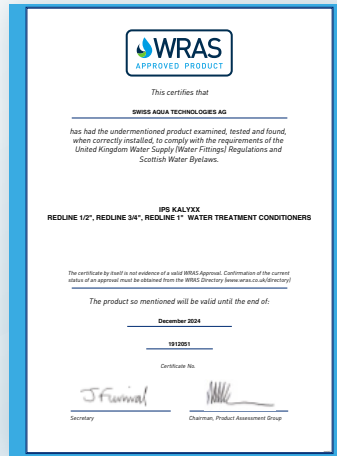 WRAS
APPROVED PRODUCT
This certifies that
SWISS AQUA TECHNOLOGIES AG
has had the undermentioned product examined, tested and found,
when correctly installed, to comply with the requirements of the
United Kingdom Water Supply (Water Fittings) Regulations and
Scottish Water Byelaws.
IPS KALYXX
REDLINE 1/2", REDLINE 3/4", REDLINE 1" WATER TREATMENT CONDITIONERS
The certificate by itself is not evidence of a valid WRAS Approval. Confirmation of the current
status of an approval must be obtained from the WRAS Directory (www.wras.co.uk/directory)
The product so mentioned will be valid until the end of:
December 2024
1912051
Certificate No.
J Furnival
Secretary
Chairman, Product Assessment Group